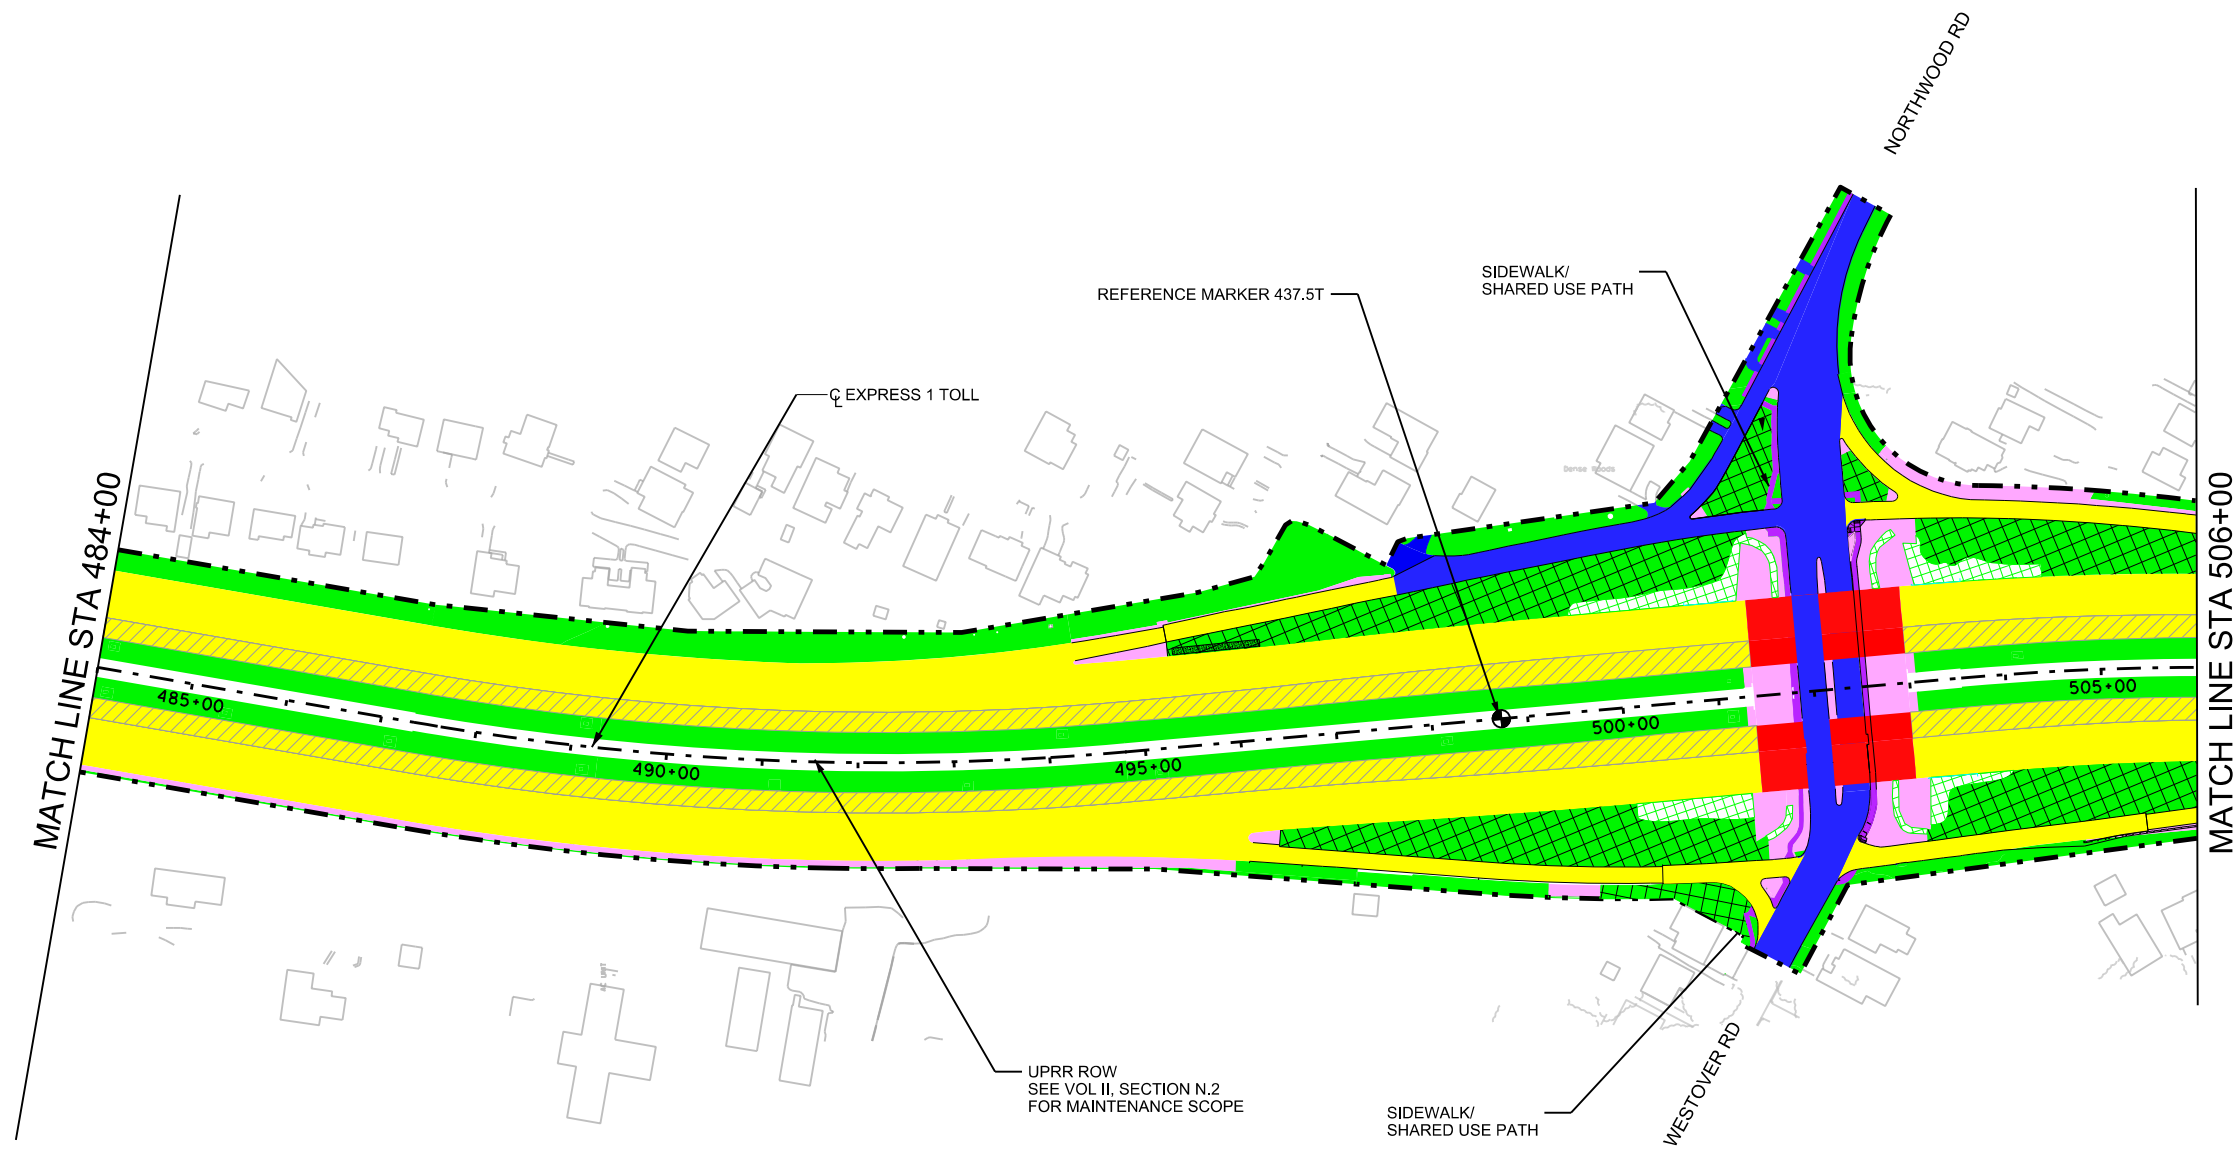 NORTHWOOD RD
SIDEWALK/
SHARED USE PATH
REFERENCE MARKER 437.5T
℄ EXPRESS 1 TOLL
Dense Woods
MATCH LINE STA 484+00
MATCH LINE STA 506+00
485+00
490+00
495+00
500+00
505+00
UPRR ROW
SEE VOL II, SECTION N.2
FOR MAINTENANCE SCOPE
SIDEWALK/
SHARED USE PATH
WESTOVER RD